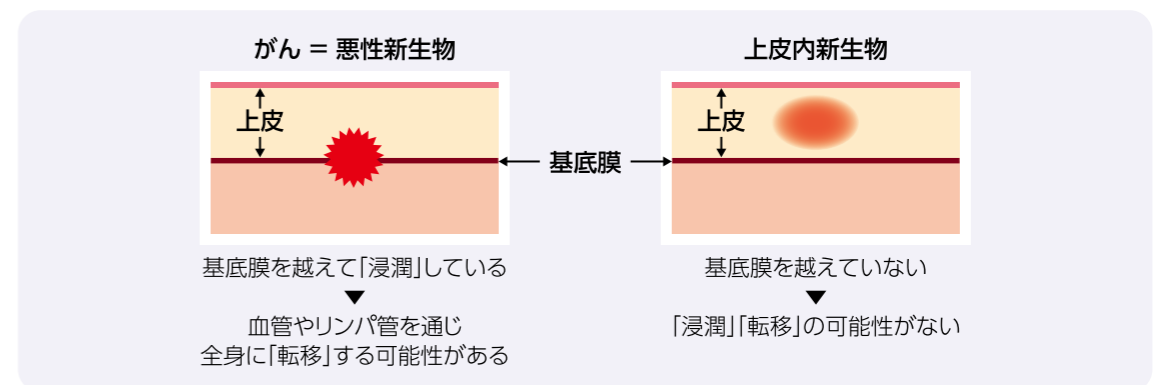 がん = 悪性新生物
上皮
基底膜を越えて「浸潤」している
▼
血管やリンパ管を通じ
全身に「転移」する可能性がある
基底膜
上皮内新生物
上皮
基底膜を越えていない
▼
「浸潤」「転移」の可能性がない